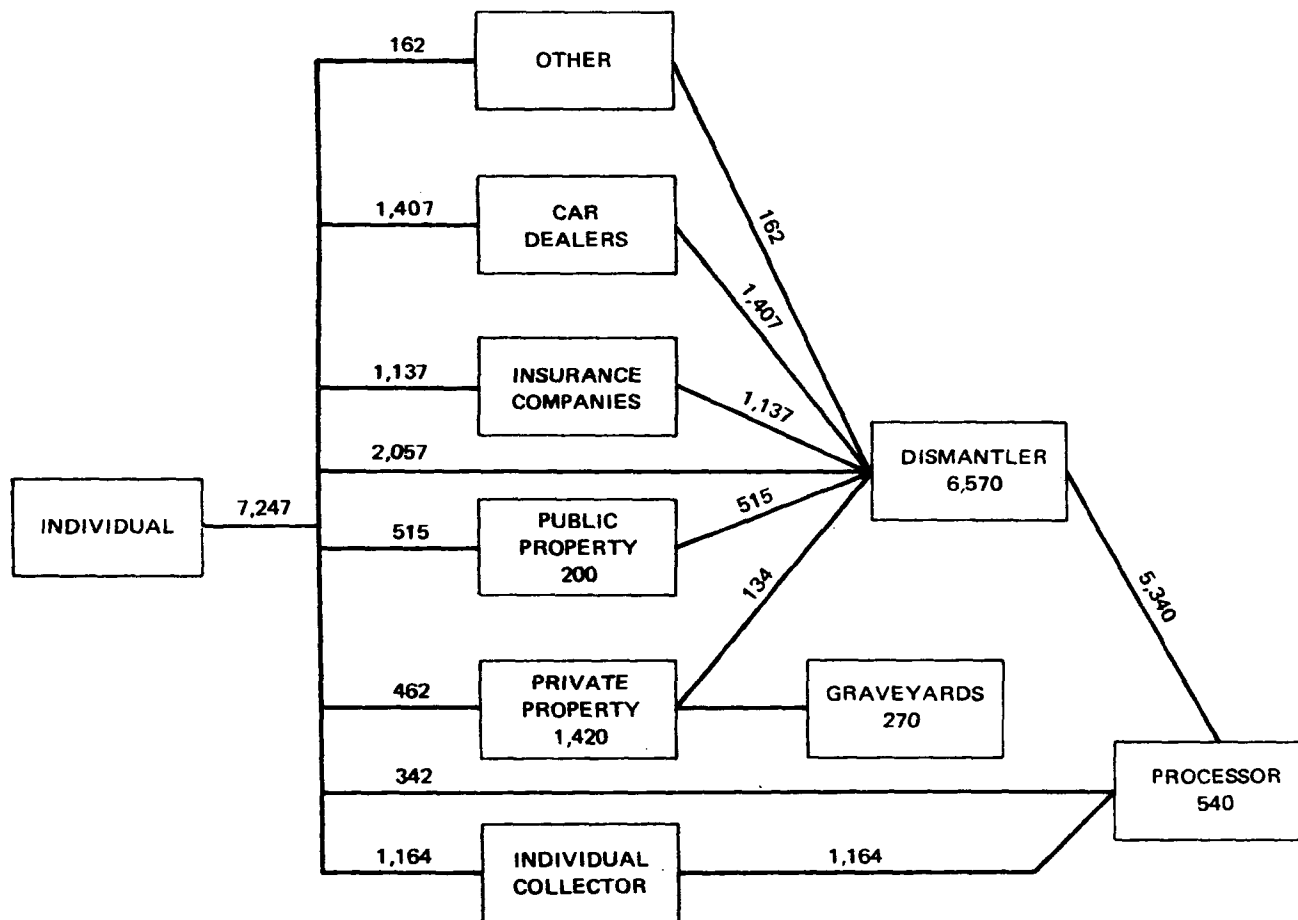 162
OTHER
1,407
CAR
DEALERS
162
1,407
1,137
INSURANCE
COMPANIES
1,137
2,057
DISMANTLER
6,570
INDIVIDUAL
7,247
515
PUBLIC
PROPERTY
200
515
134
5,340
462
PRIVATE
PROPERTY
1,420
GRAVEYARDS
270
342
PROCESSOR
540
1,164
INDIVIDUAL
COLLECTOR
1,164